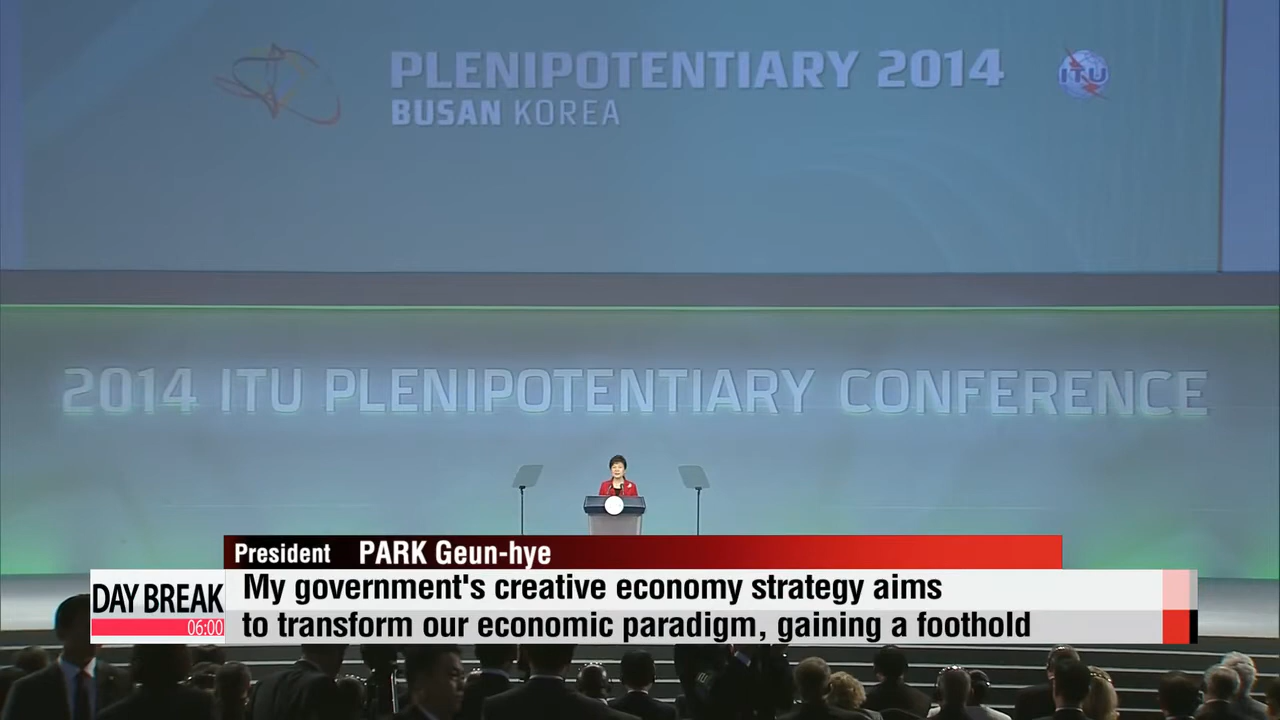 PLENIPOTENTIARY 2014
BUSAN KOREA
ITU
2014 ITU PLENIPOTENTIARY CONFERENCE
President PARK Geun-hye
DAY BREAK
06:00
My government's creative economy strategy aims
to transform our economic paradigm, gaining a foothold